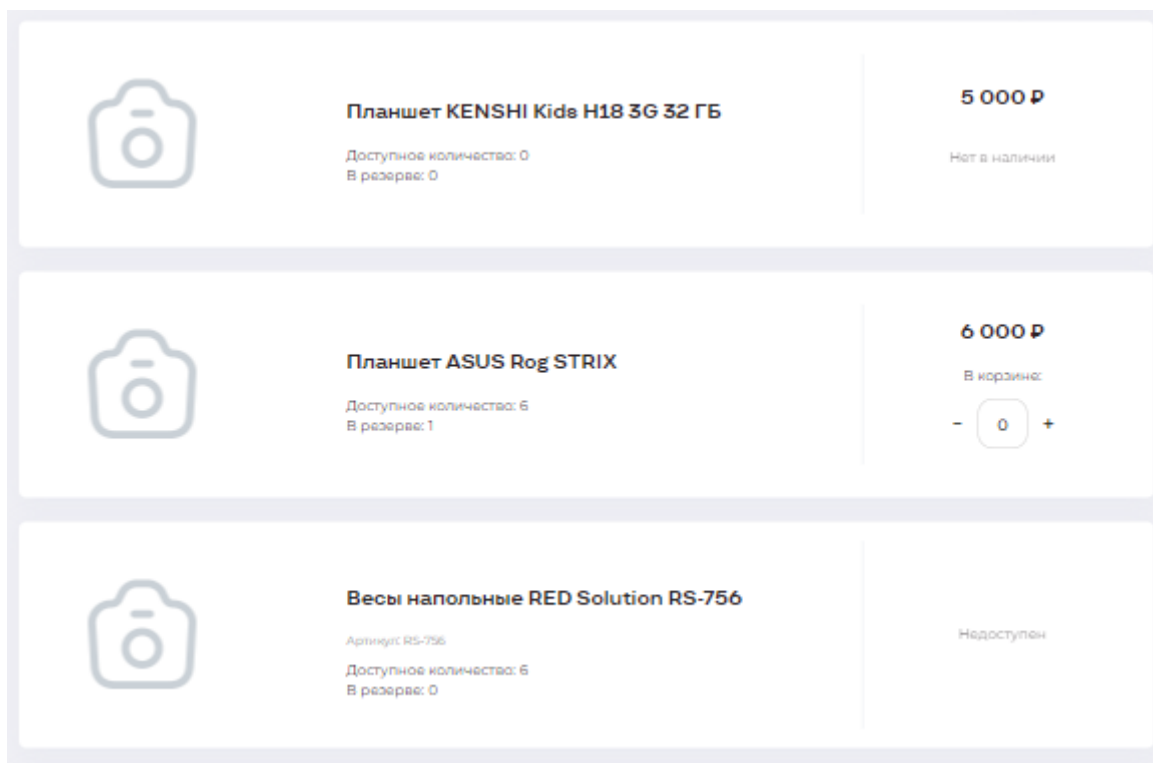 Планшет KENSHI Kids H18 3G 32 ГБ
Доступное количество: 0
В резерве: 0
5 000 ₽
Нет в наличии
Планшет ASUS Rog STRIX
Доступное количество: 6
В резерве: 1
6 000 ₽
В корзине:
- 0 +
Весы напольные RED Solution RS-756
Артикул: RS-756
Доступное количество: 6
В резерве: 0
Недоступен